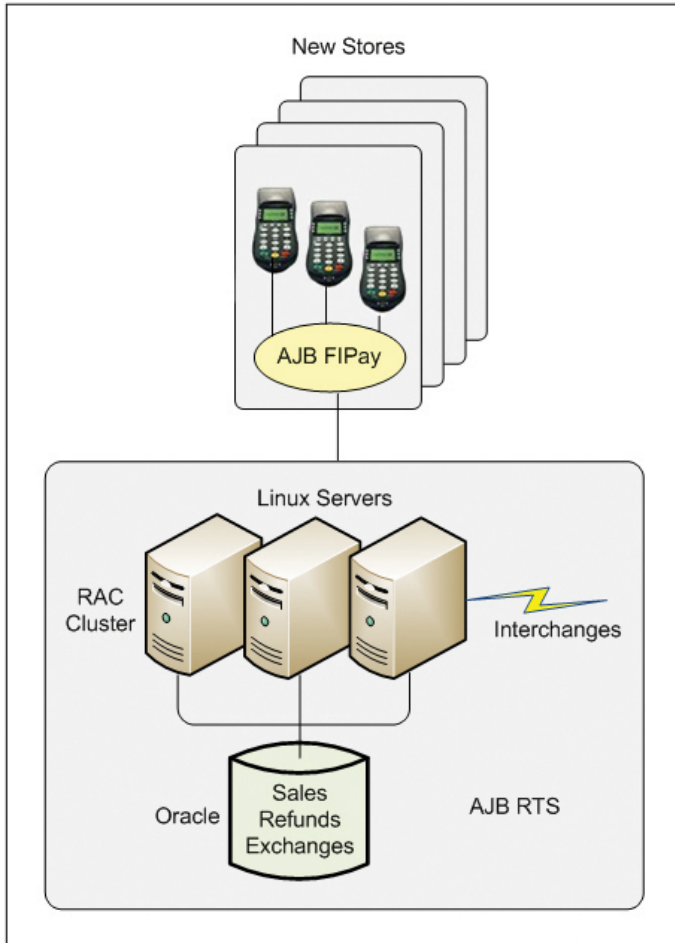 New Stores
AJB FIPay
Linux Servers
RAC
Cluster
Interchanges
Oracle
Sales
Refunds
Exchanges
AJB RTS